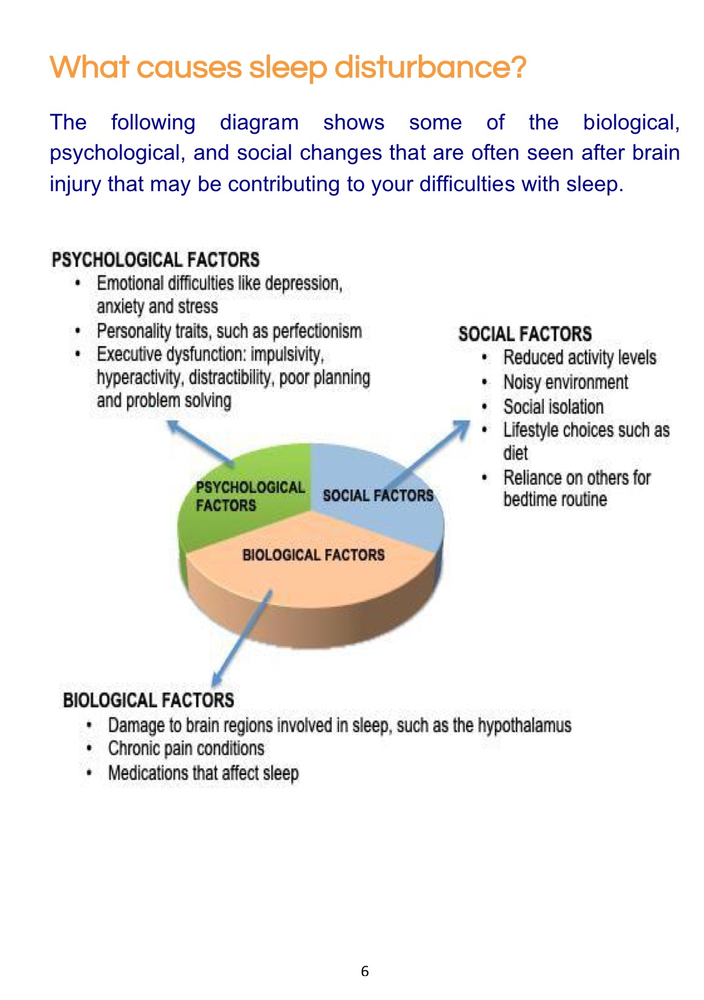 What causes sleep disturbance?
The following diagram shows some of the biological,
psychological, and social changes that are often seen after brain
injury that may be contributing to your difficulties with sleep.
PSYCHOLOGICAL FACTORS
• Emotional difficulties like depression,
anxiety and stress
• Personality traits, such as perfectionism
• Executive dysfunction: impulsivity,
hyperactivity, distractibility, poor planning
and problem solving
SOCIAL FACTORS
• Reduced activity levels
• Noisy environment
• Social isolation
• Lifestyle choices such as
diet
• Reliance on others for
bedtime routine
PSYCHOLOGICAL
FACTORS
SOCIAL FACTORS
BIOLOGICAL FACTORS
BIOLOGICAL FACTORS
• Damage to brain regions involved in sleep, such as the hypothalamus
• Chronic pain conditions
• Medications that affect sleep
6